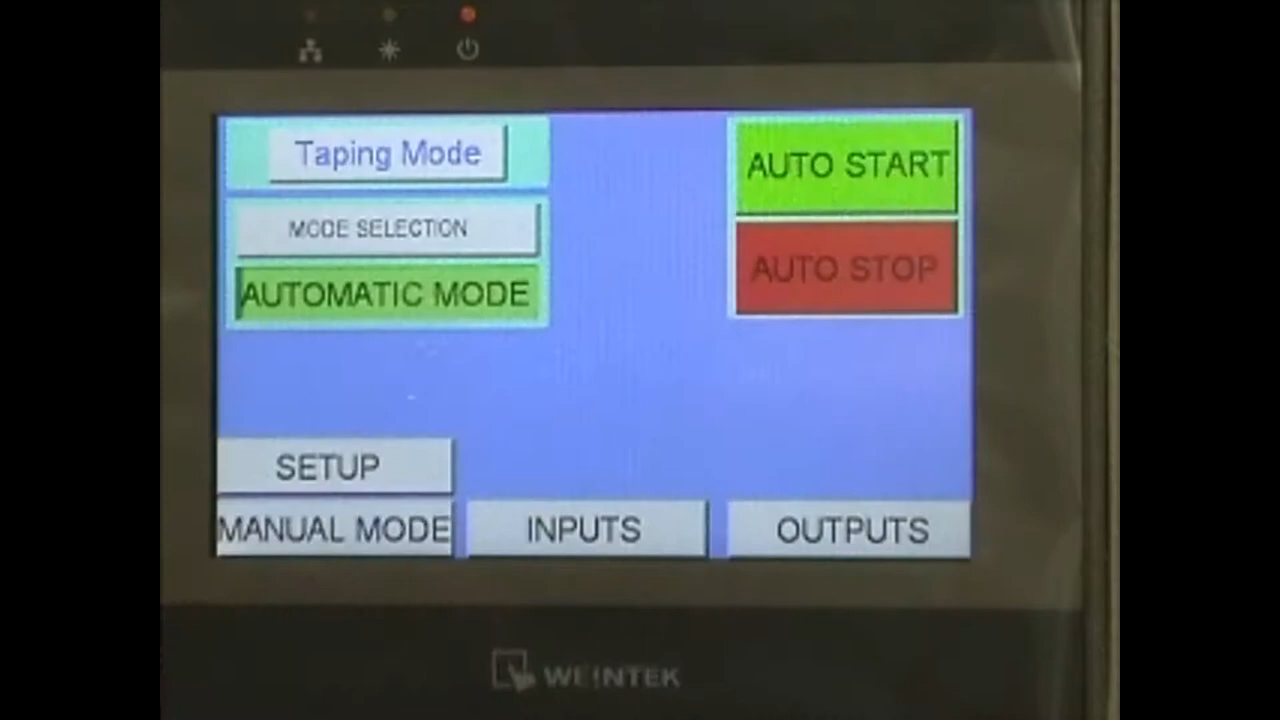 Taping Mode
AUTO START
MODE SELECTION
AUTO STOP
AUTOMATIC MODE
SETUP
MANUAL MODE
INPUTS
OUTPUTS
WEINTEK